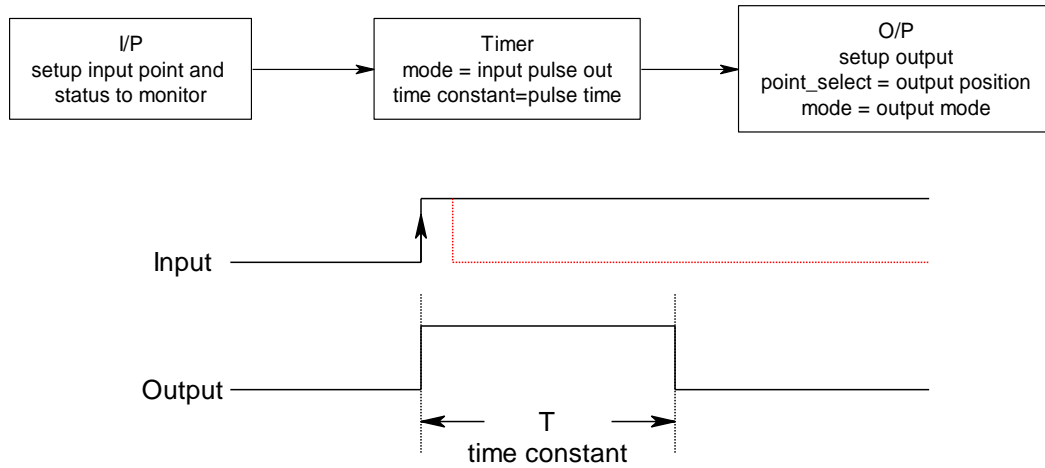 I/P
setup input point and
status to monitor
Timer
mode = input pulse out
time constant=pulse time
O/P
setup output
point_select = output position
mode = output mode
Input
Output
T
time constant